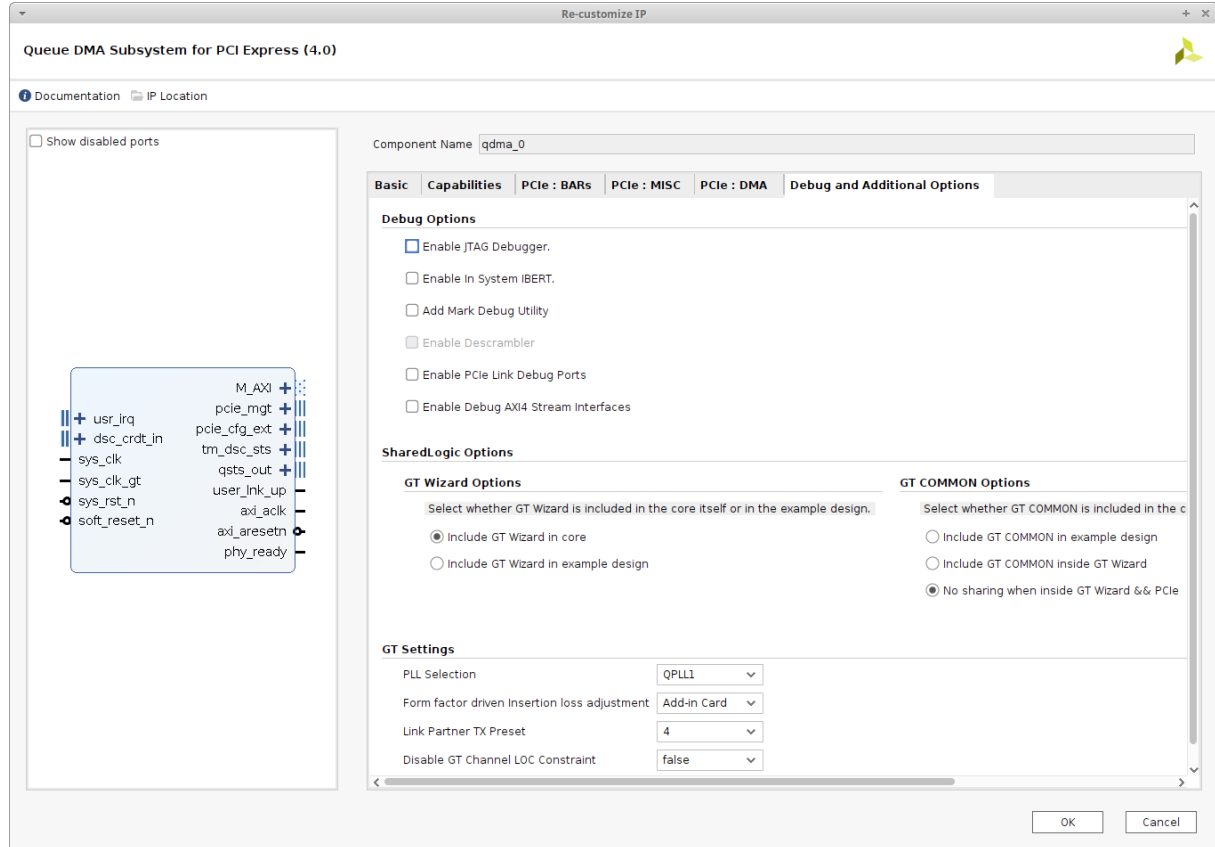 Re-customize IP
Queue DMA Subsystem for PCI Express (4.0)
Documentation IP Location
Show disabled ports
M_AXI
pcie_mgt
usr_irq
pcie_cfg_ext
dsc_crdt_in
tm_dsc_sts
sys_clk
qsts_out
sys_clk_gt
user_lnk_up
sys_rst_n
axi_aclk
soft_reset_n
axi_aresetn
phy_ready
Component Name qdma_0
Basic Capabilities PCIe : BARs PCIe : MISC PCIe : DMA Debug and Additional Options
Debug Options
Enable JTAG Debugger.
Enable In System IBERT.
Add Mark Debug Utility
Enable Descrambler
Enable PCIe Link Debug Ports
Enable Debug AXI4 Stream Interfaces
SharedLogic Options
GT Wizard Options
Select whether GT Wizard is included in the core itself or in the example design.
Include GT Wizard in core
Include GT Wizard in example design
GT COMMON Options
Select whether GT COMMON is included in the c
Include GT COMMON in example design
Include GT COMMON inside GT Wizard
No sharing when inside GT Wizard && PCIe
GT Settings
PLL Selection QPLL1
Form factor driven Insertion loss adjustment Add-in Card
Link Partner TX Preset 4
Disable GT Channel LOC Constraint false
OK Cancel